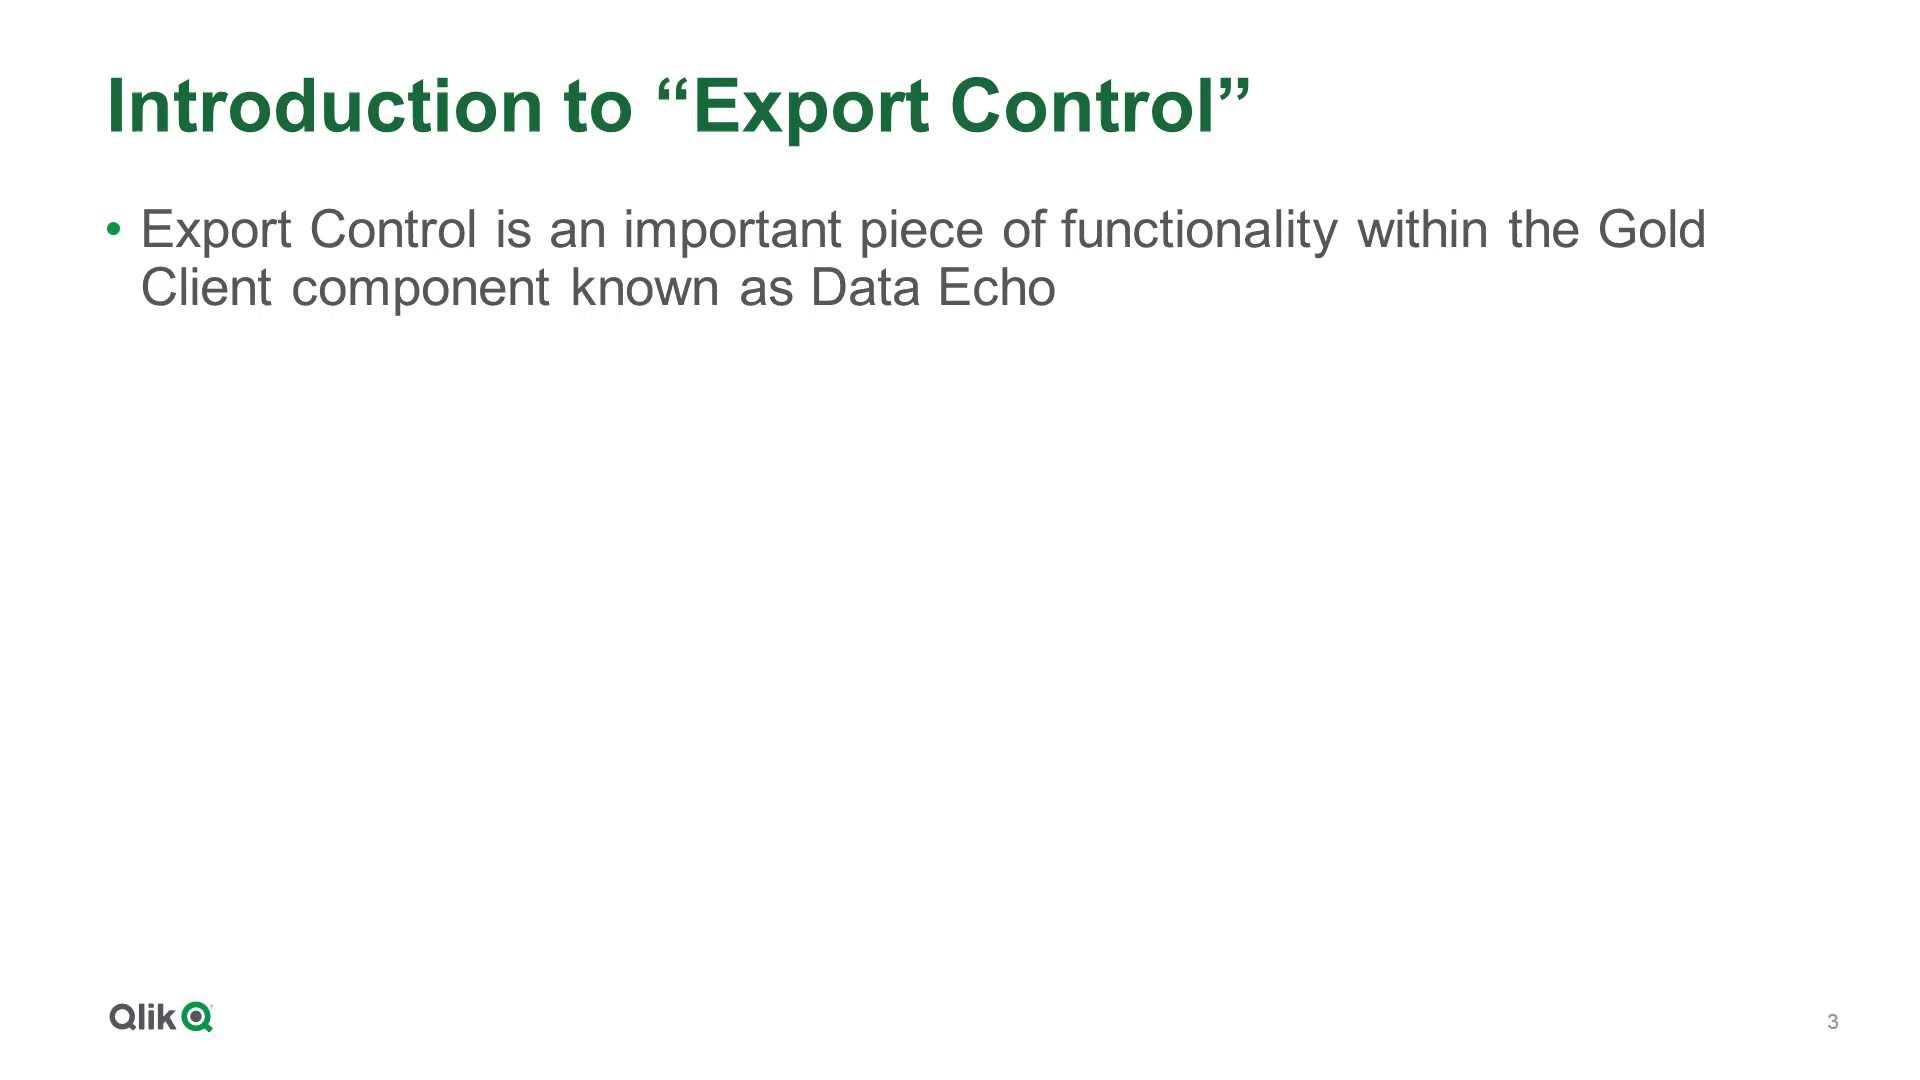 Introduction to “Export Control”
• Export Control is an important piece of functionality within the Gold
Client component known as Data Echo
Qlik
3